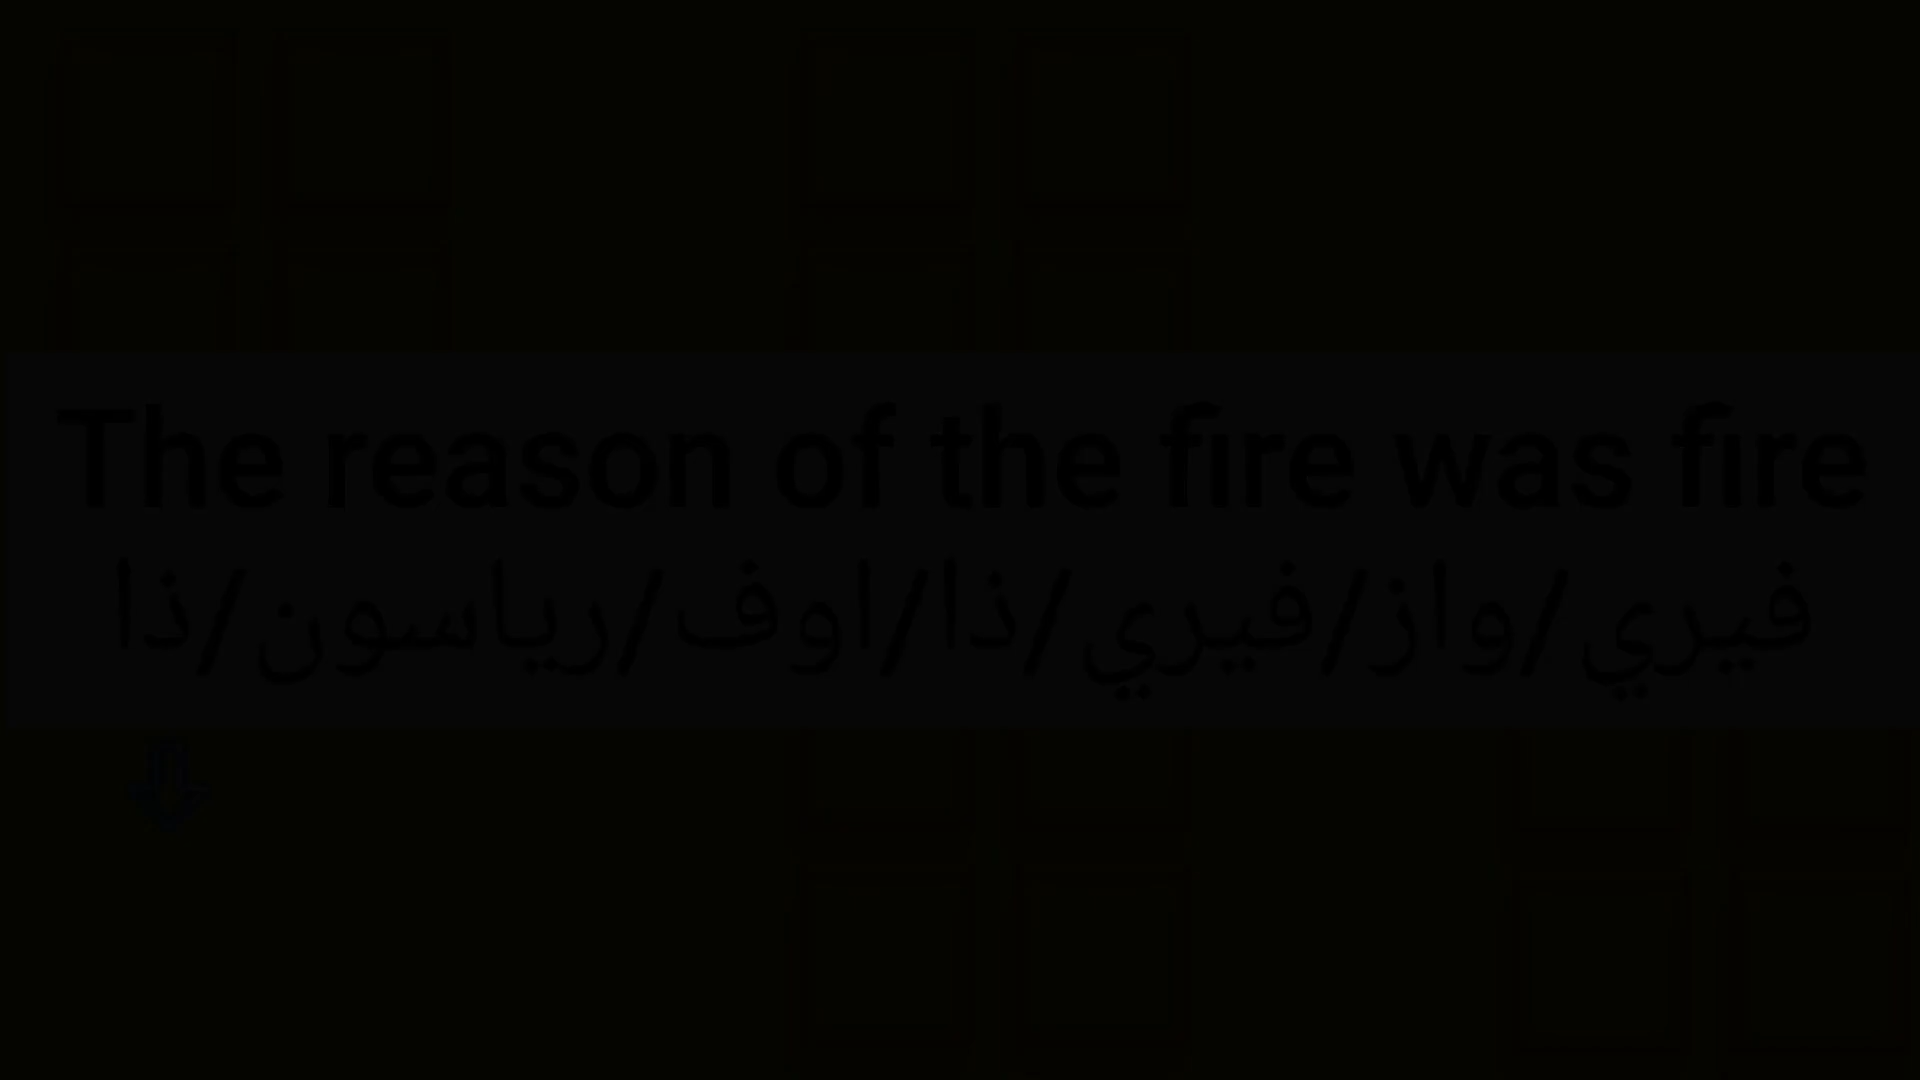 The reason of the fire was fire
فيري/واز/فيري/ذا/اوف/رياسون/ذا